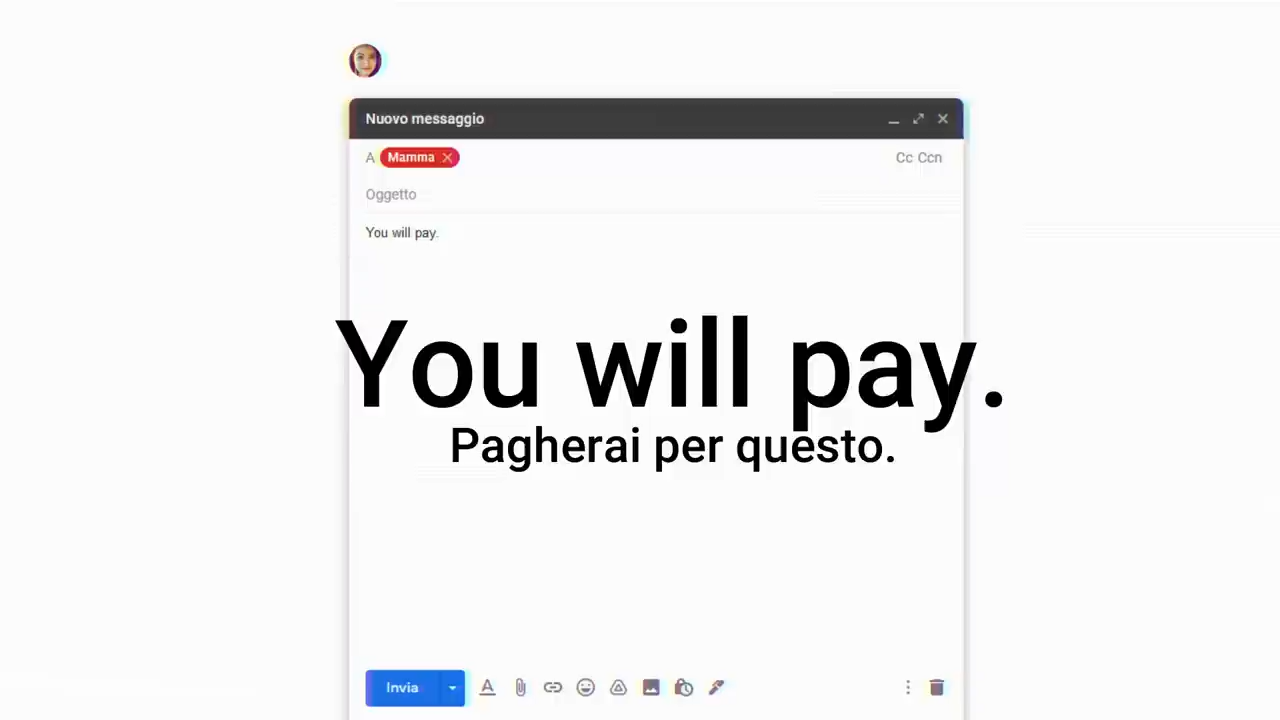 Nuovo messaggio
A Mamma Cc Ccn
Oggetto
You will pay.
You will pay.
Pagherai per questo.
Invia